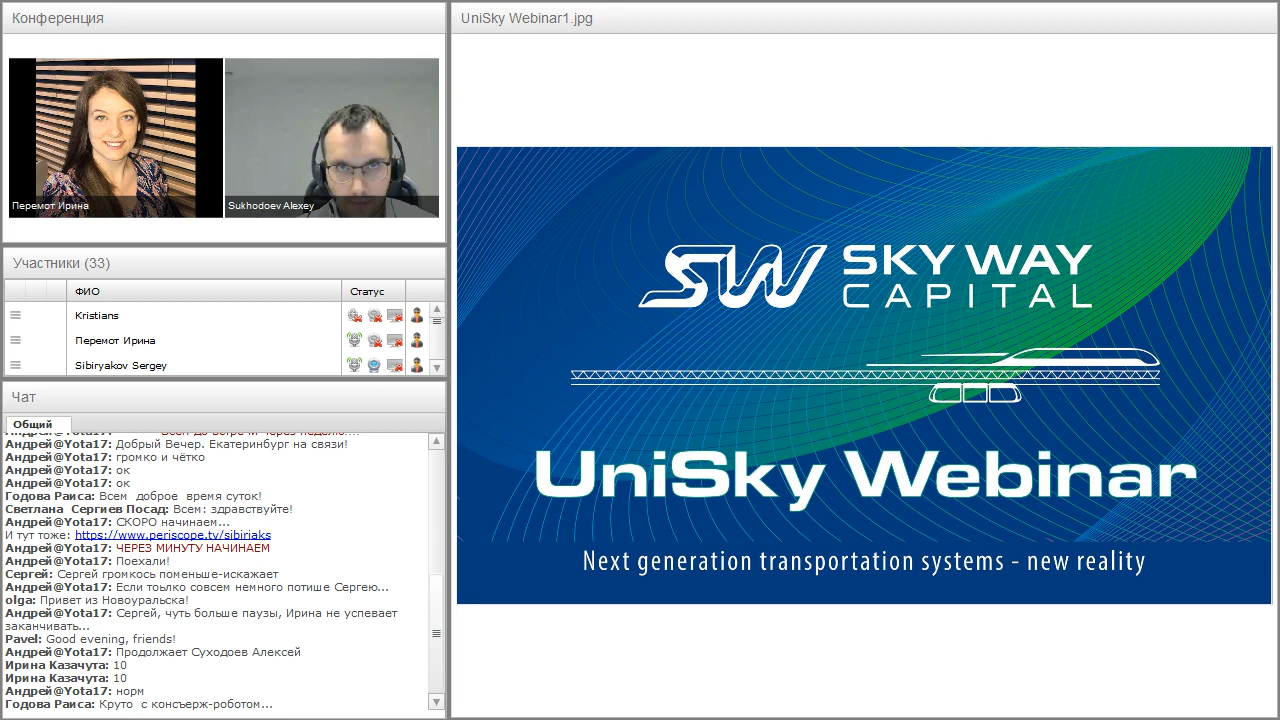 Конференция
Перемот Ирина
Sukhodoev Alexey
Участники (33)
ФИО
Статус
Kristians
Перемот Ирина
Sibiryakov Sergey
Чат
Общий
Андрей@Yota17: Добрый Вечер. Екатеринбург на связи!
Андрей@Yota17: громко и чётко
Андрей@Yota17: ок
Андрей@Yota17: ок
Годова Раиса: Всем доброе время суток!
Светлана Сергиев Посад: Всем: здравствуйте!
Андрей@Yota17: СКОРО начинаем...
И тут тоже: https://www.periscope.tv/sibiriaks
Андрей@Yota17: ЧЕРЕЗ МИНУТУ НАЧИНАЕМ
Андрей@Yota17: Поехали!
Сергей: Сергей громкось поменьше-искажает
Андрей@Yota17: Если тоылко совсем немного потише Сергею...
olga: Привет из Новоуральска!
Андрей@Yota17: Сергей, чуть больше паузы, Ирина не успевает
заканчивать...
Pavel: Good evening, friends!
Андрей@Yota17: Продолжает Суходоев Алексей
Ирина Казачута: 10
Ирина Казачута: 10
Андрей@Yota17: норм
Годова Раиса: Круто с консъерж-роботом...
UniSky Webinar1.jpg
SW SKY WAY
CAPITAL
UniSky Webinar
Next generation transportation systems - new reality